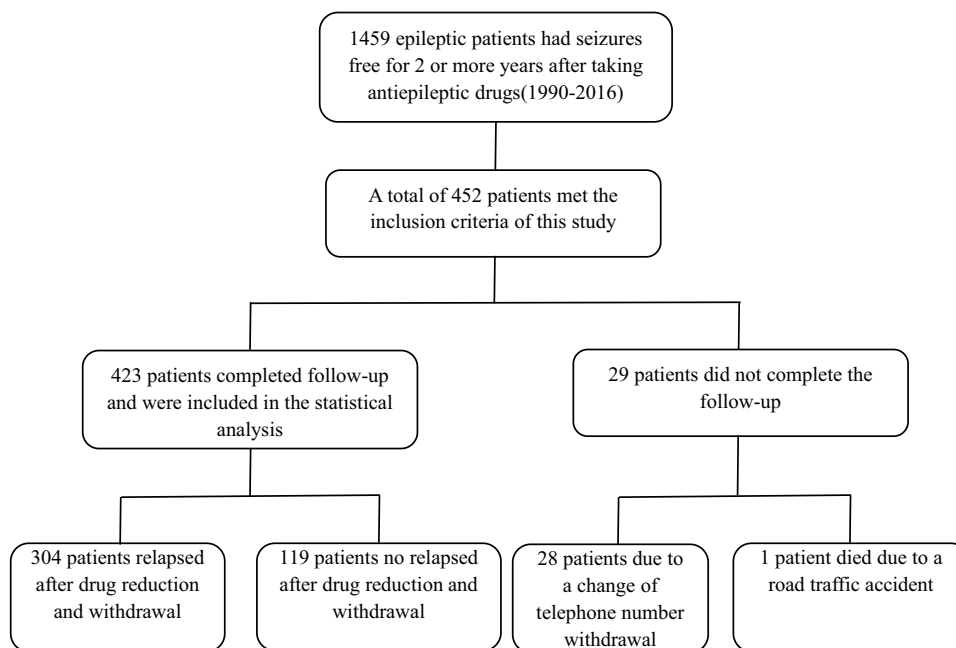 1459 epileptic patients had seizures
free for 2 or more years after taking
antiepileptic drugs(1990-2016)
A total of 452 patients met the
inclusion criteria of this study
423 patients completed follow-up
and were included in the statistical
analysis
29 patients did not complete the
follow-up
304 patients relapsed
after drug reduction
and withdrawal
119 patients no relapsed
after drug reduction and
withdrawal
28 patients due to
a change of
telephone number
withdrawal
1 patient died due to a
road traffic accident